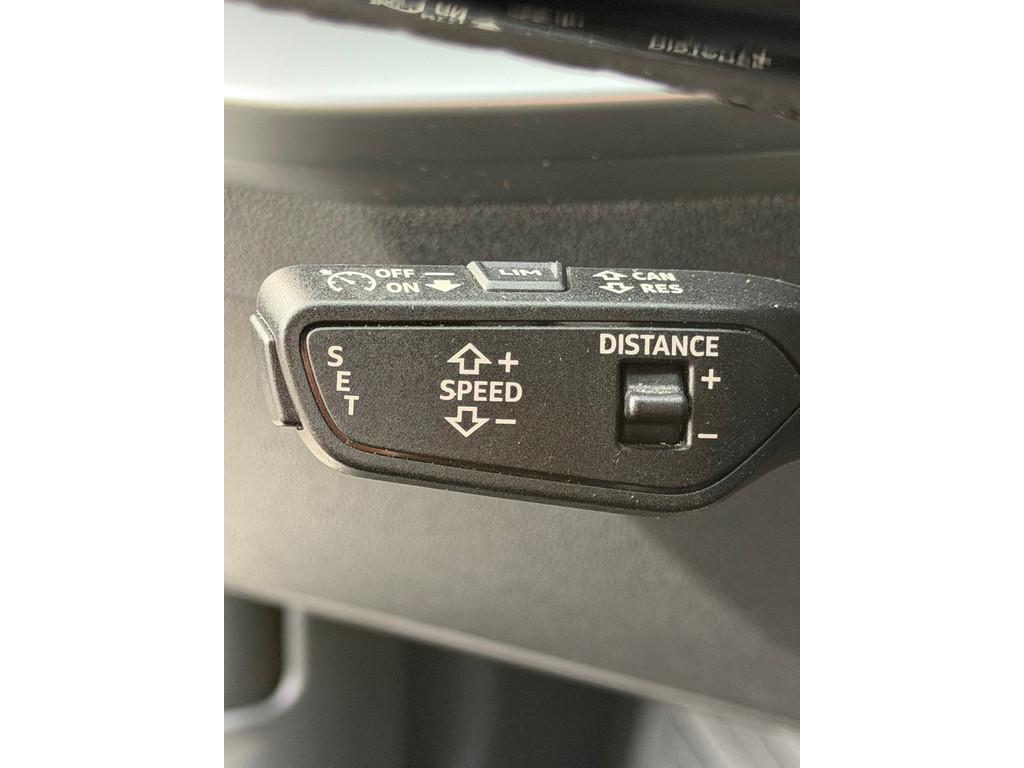 OFF
ON
LIM
CAN
RES
SET
+
SPEED
-
DISTANCE
+
-